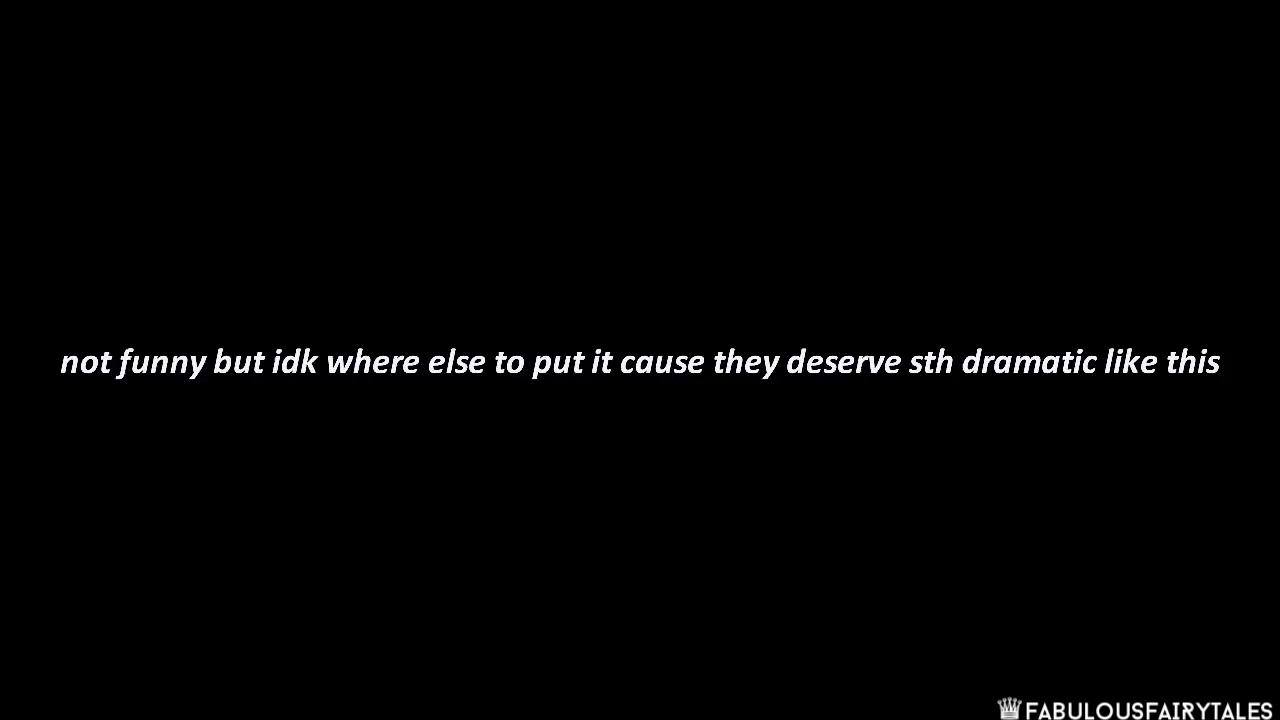 not funny but idk where else to put it cause they deserve sth dramatic like this
FABULOUSFAIRYTALES